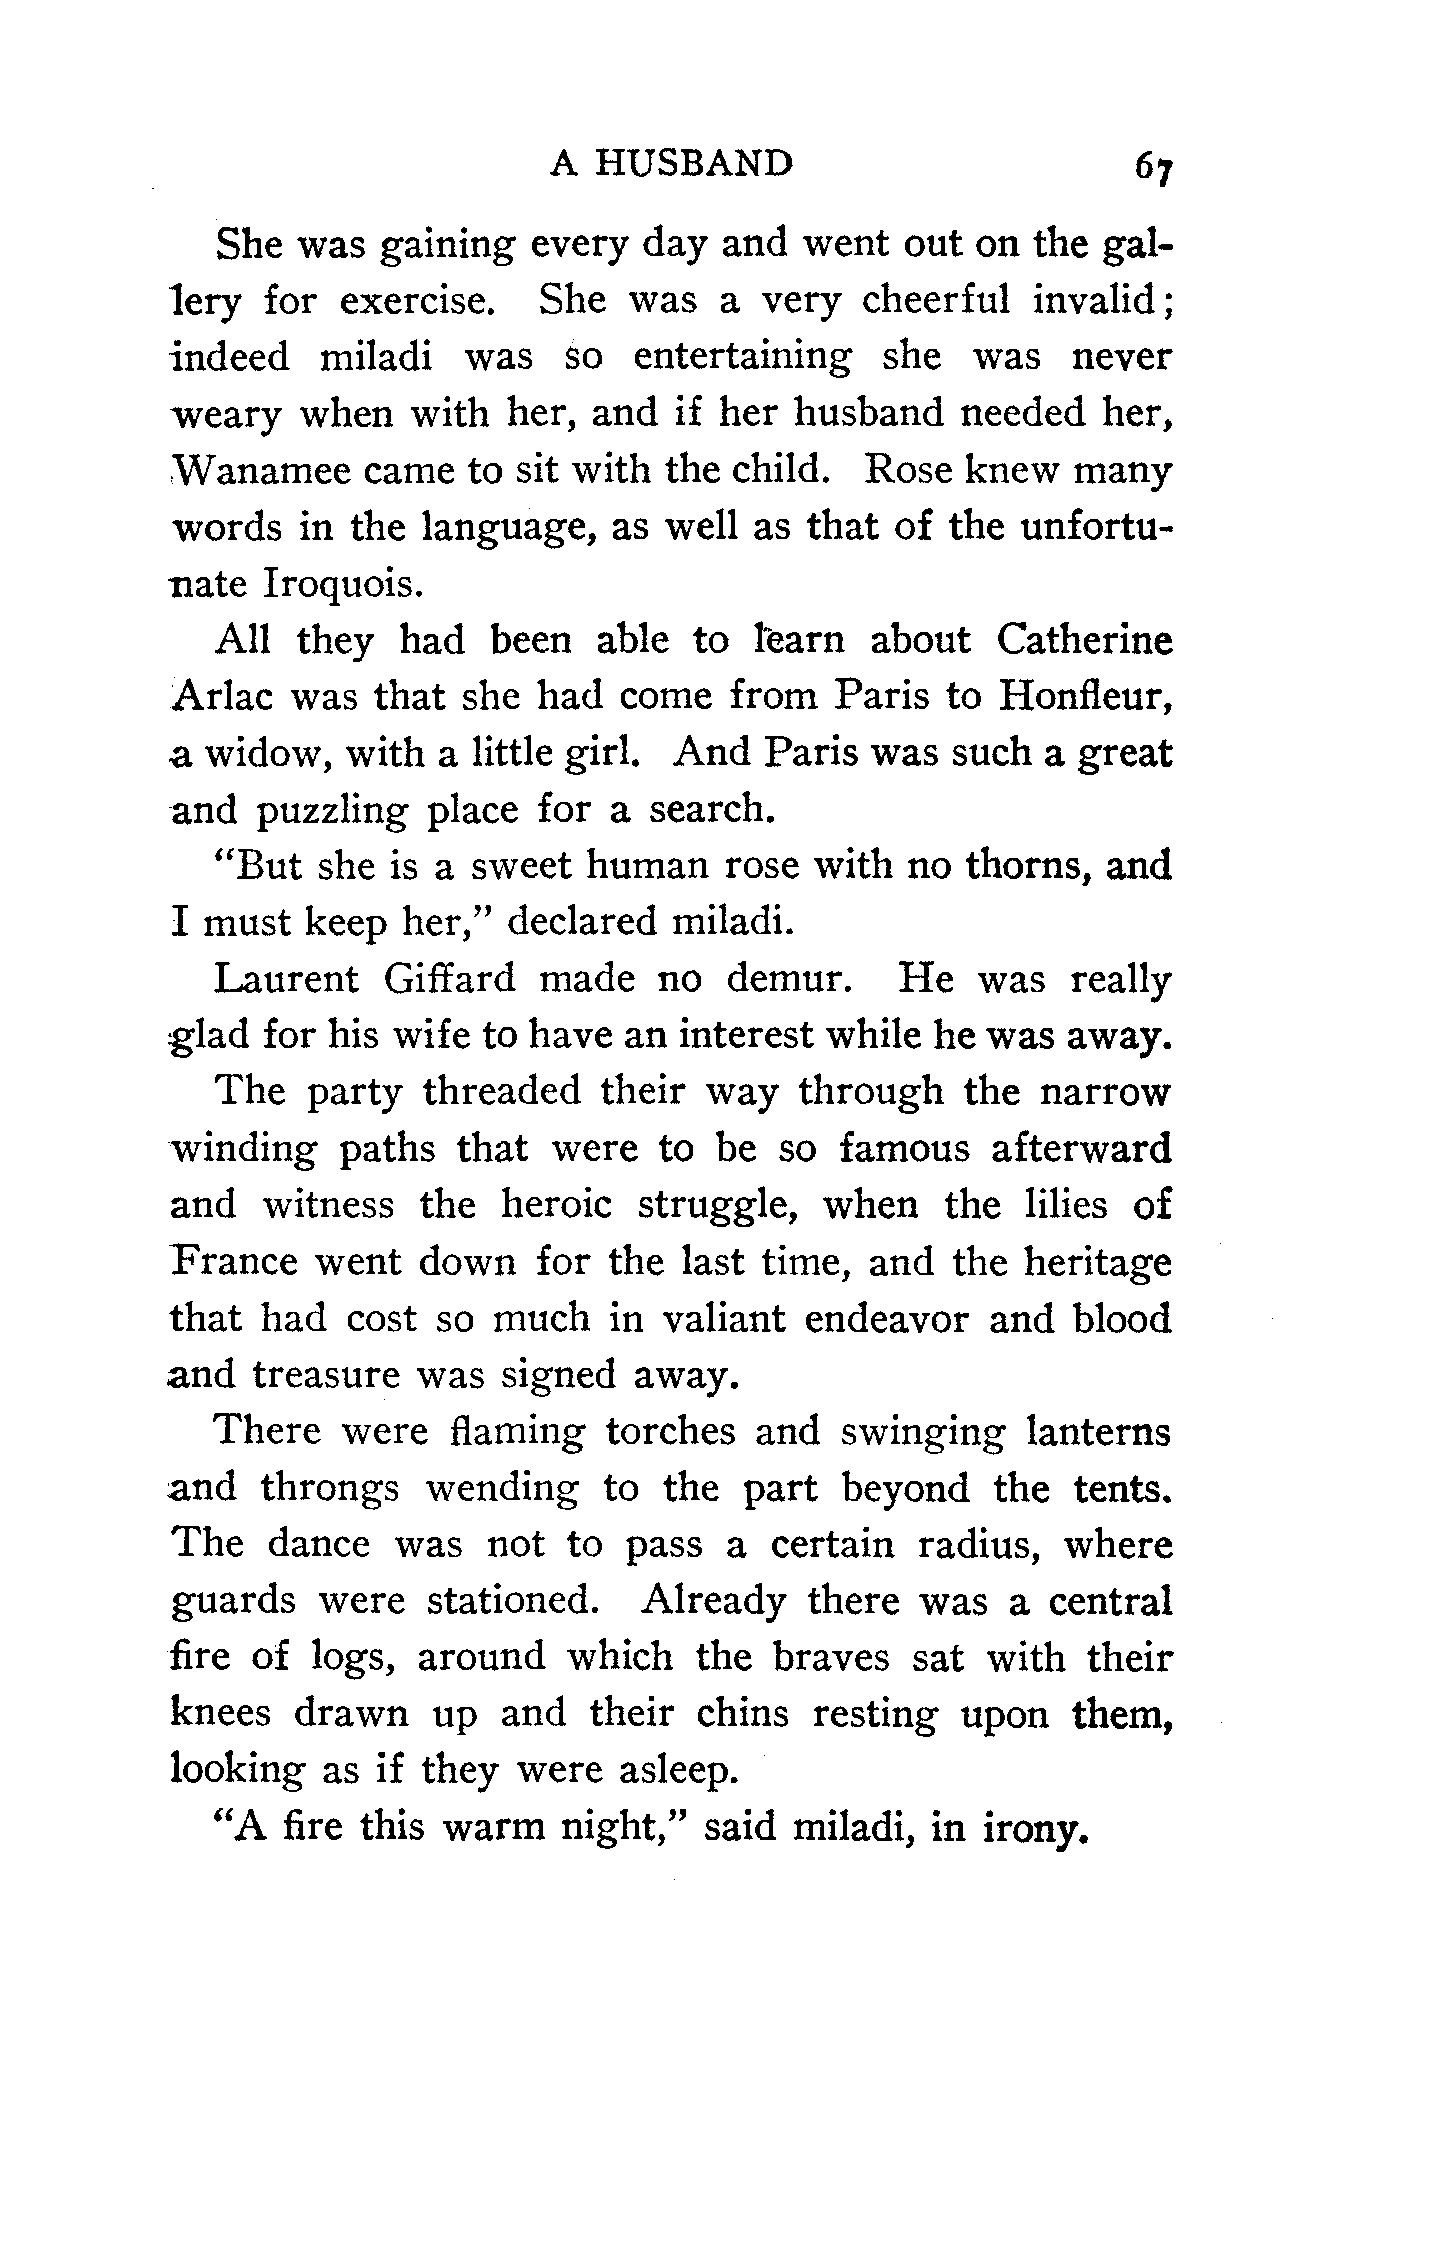 A HUSBAND 67
She was gaining every day and went out on the gal-
lery for exercise. She was a very cheerful invalid;
indeed miladi was so entertaining she was never
weary when with her, and if her husband needed her,
Wanamee came to sit with the child. Rose knew many
words in the language, as well as that of the unfortu-
nate Iroquois.
All they had been able to learn about Catherine
Arlac was that she had come from Paris to Honfleur,
a widow, with a little girl. And Paris was such a great
and puzzling place for a search.
“But she is a sweet human rose with no thorns, and
I must keep her,” declared miladi.
Laurent Giffard made no demur. He was really
glad for his wife to have an interest while he was away.
The party threaded their way through the narrow
winding paths that were to be so famous afterward
and witness the heroic struggle, when the lilies of
France went down for the last time, and the heritage
that had cost so much in valiant endeavor and blood
and treasure was signed away.
There were flaming torches and swinging lanterns
and throngs wending to the part beyond the tents.
The dance was not to pass a certain radius, where
guards were stationed. Already there was a central
fire of logs, around which the braves sat with their
knees drawn up and their chins resting upon them,
looking as if they were asleep.
“A fire this warm night,” said miladi, in irony.